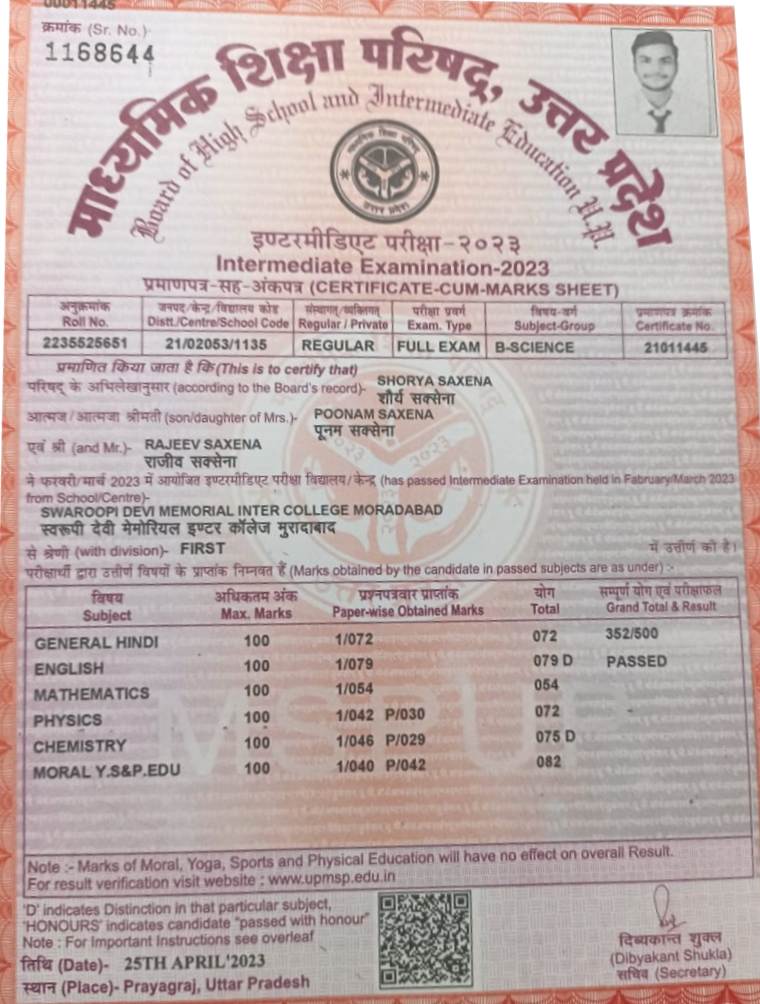 00011445
क्रमांक (Sr. No.)-
1168644
माध्यमिक शिक्षा परिषद्, उत्तर प्रदेश
Board of High School and Intermediate Education U.P.
इण्टरमीडिएट परीक्षा-२०२३
Intermediate Examination-2023
प्रमाणपत्र-सह-अंकपत्र (CERTIFICATE-CUM-MARKS SHEET)
अनुक्रमांक जनपद/केन्द्र/विद्यालय कोड संस्थागत/व्यक्तिगत परीक्षा प्रवर्ग विषय-वर्ग प्रमाणपत्र क्रमांक
Roll No. Distt./Centre/School Code Regular / Private Exam. Type Subject-Group Certificate No.
2235525651 21/02053/1135 REGULAR FULL EXAM B-SCIENCE 21011445
प्रमाणित किया जाता है कि (This to certify that)
परिषद् के अभिलेखानुसार (according to the Board's record)- SHORYA SAXENA
शौर्य सक्सेना
आत्मज/आत्मजा श्रीमती (son/daughter of Mrs.)- POONAM SAXENA
पूनम सक्सेना
एवं श्री (and Mr.)- RAJEEV SAXENA
राजीव सक्सेना
ने फरवरी/मार्च 2023 में आयोजित इण्टरमीडिएट परीक्षा विद्यालय/केन्द्र (has passed Intermediate Examination held in Fabruary/March 2023
from School/Centre)-
SWAROOPI DEVI MEMORIAL INTER COLLEGE MORADABAD
स्वरूपी देवी मेमोरियल इण्टर कॉलेज मुरादाबाद
से श्रेणी (with division)- FIRST में उत्तीर्ण की है।
परीक्षार्थी द्वारा उत्तीर्ण विषयों के प्राप्तांक निम्नवत हैं (Marks obtained by the candidate in passed subjects are as under) :-
विषय अधिकतम अंक प्रश्नपत्रवार प्राप्तांक योग सम्पूर्ण योग एवं परीक्षाफल
Subject Max. Marks Paper-wise Obtained Marks Total Grand Total & Result
GENERAL HINDI 100 1/072 072 352/500
ENGLISH 100 1/079 079 D PASSED
MATHEMATICS 100 1/054 054
PHYSICS 100 1/042 P/030 072
CHEMISTRY 100 1/046 P/029 075 D
MORAL Y.S&P.EDU 100 1/040 P/042 082
Note :- Marks of Moral, Yoga, Sports and Physical Education will have no effect on overall Result.
For result verification visit website : www.upmsp.edu.in
'D' indicates Distinction in that particular subject,
'HONOURS' indicates candidate "passed with honour"
Note : For Important Instructions see overleaf
तिथि (Date)- 25TH APRIL'2023
स्थान (Place)- Prayagraj, Uttar Pradesh
दिब्यकान्त शुक्ल
(Dibyakant Shukla)
सचिव (Secretary)